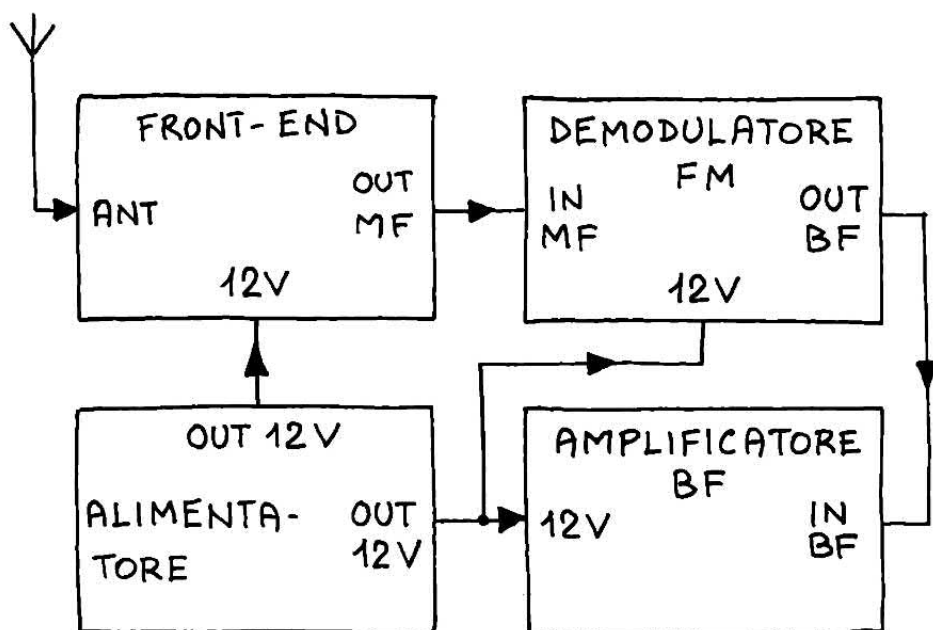 FRONT-END
ANT
OUT
MF
12V
DEMODULATORE
FM
IN
MF
OUT
BF
12V
OUT 12V
ALIMENTA-
TORE
OUT
12V
AMPLIFICATORE
BF
12V
IN
BF